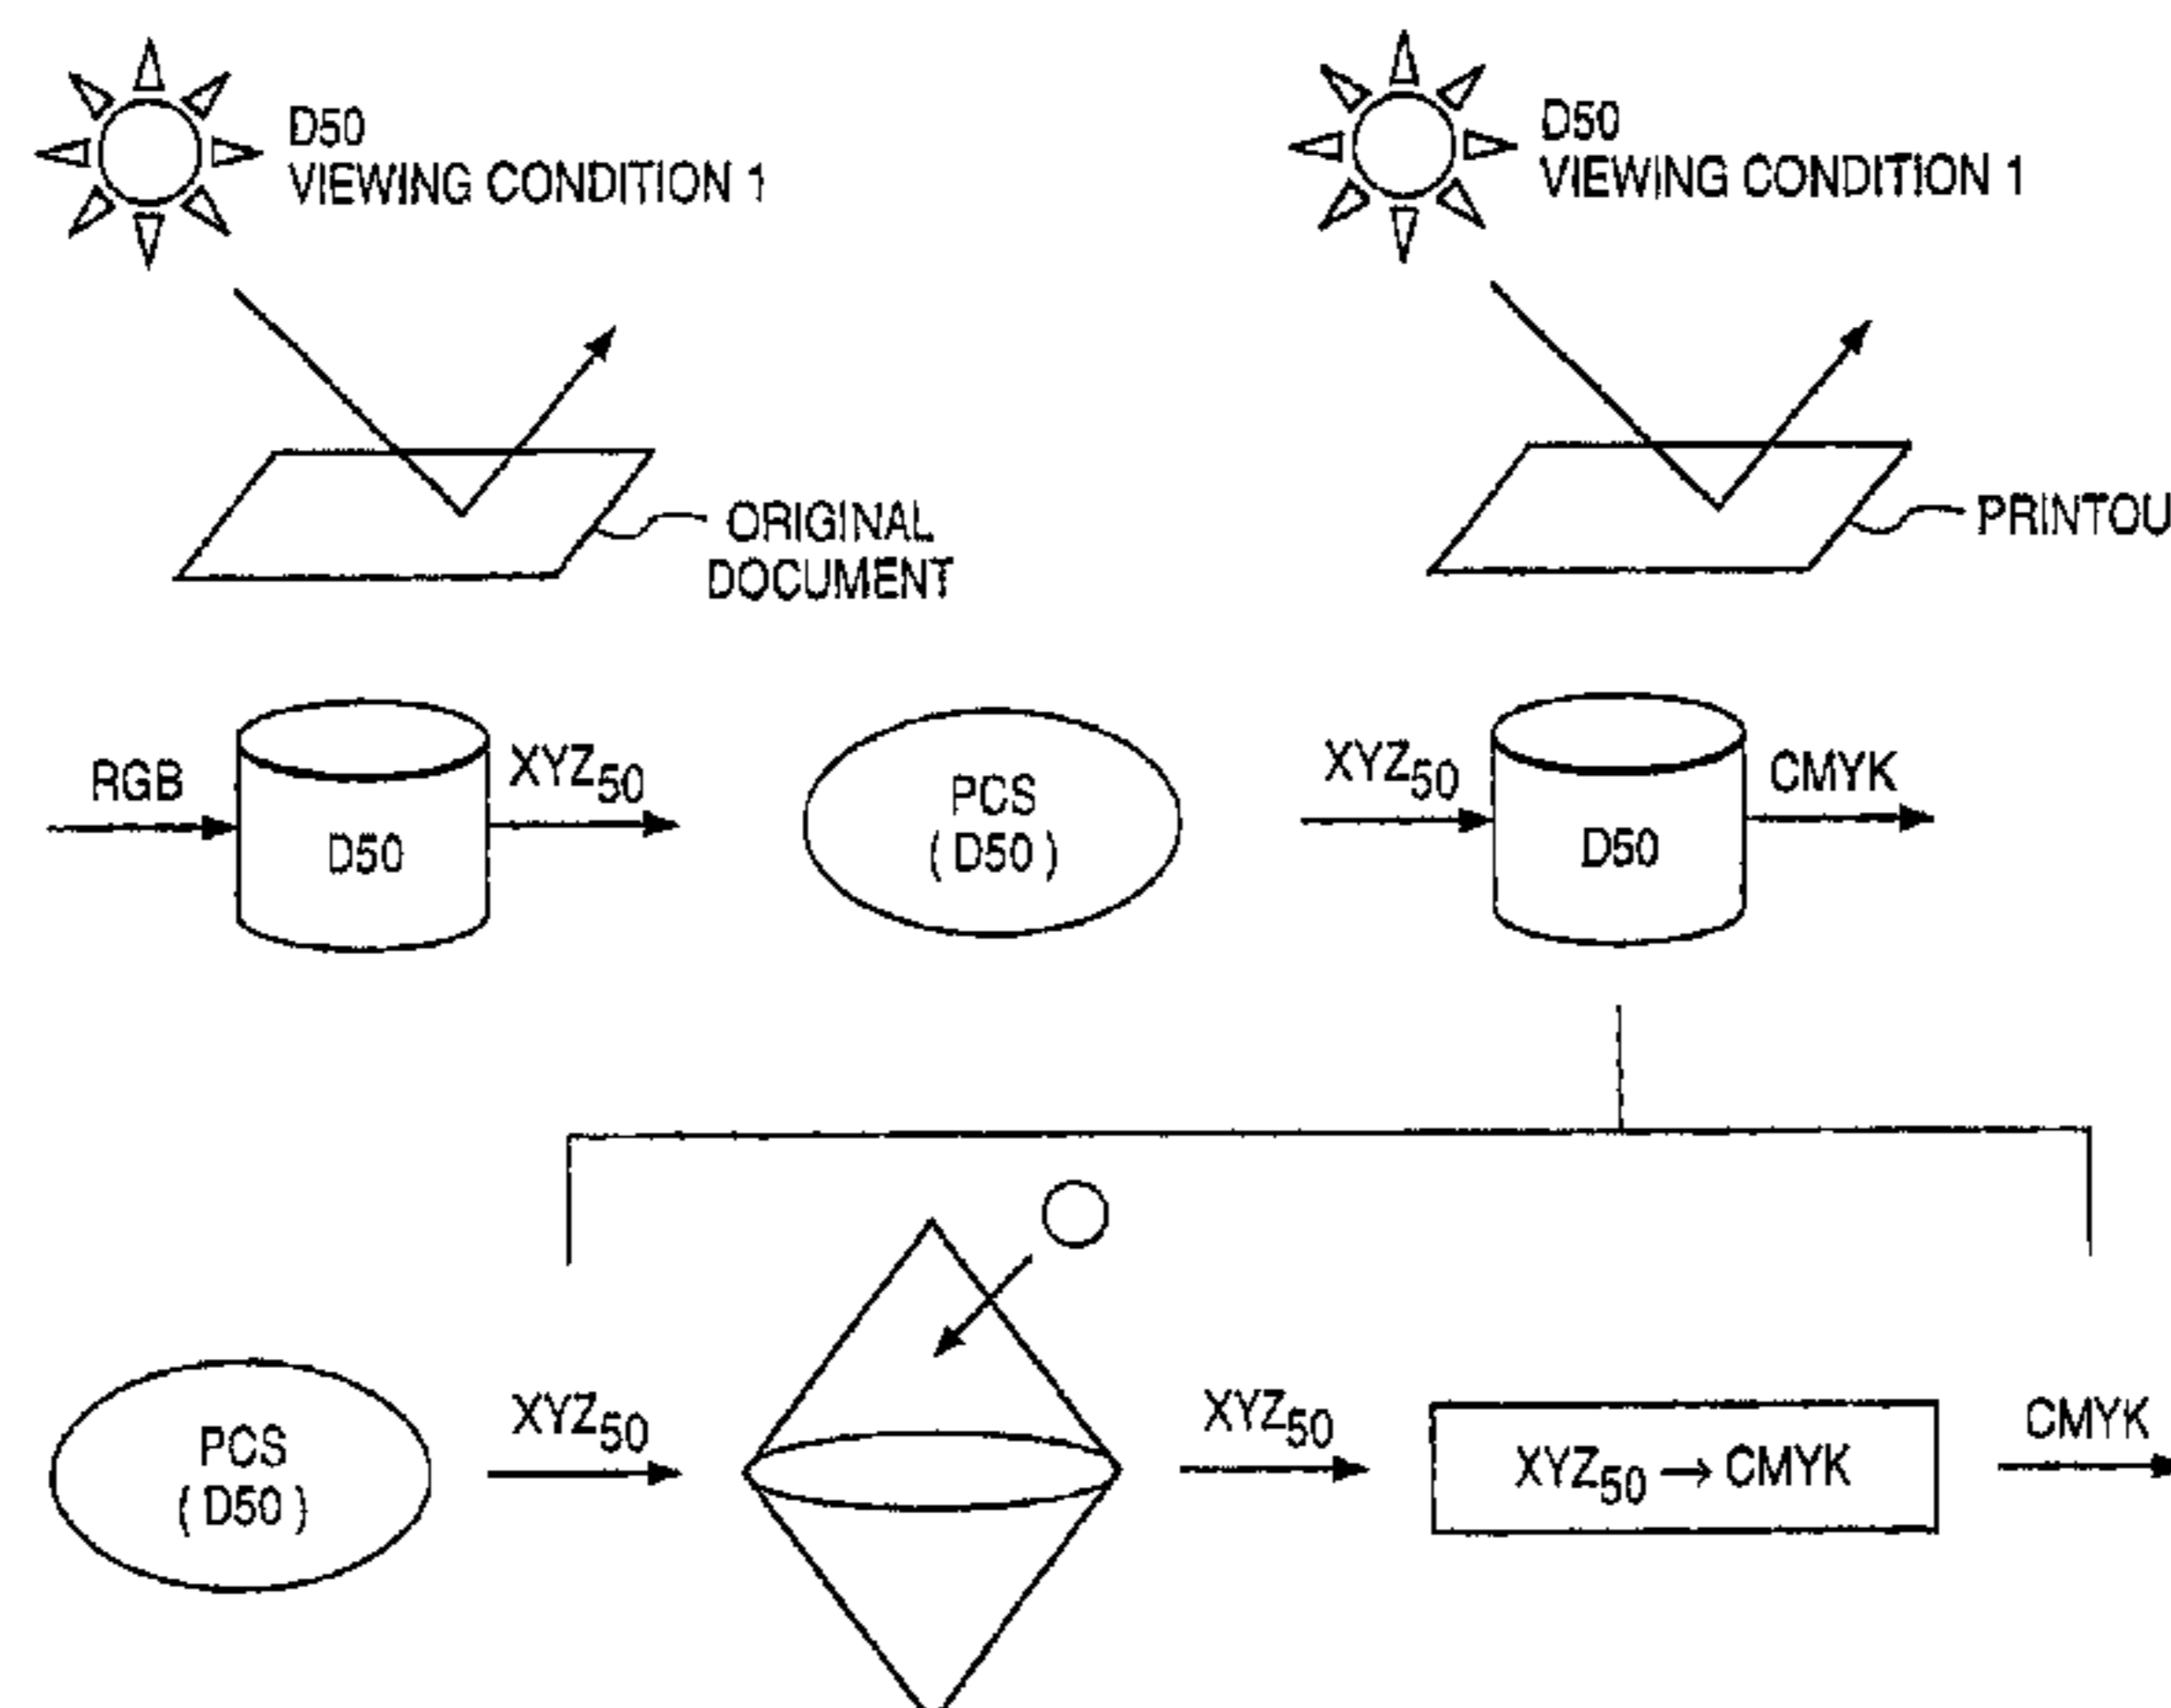 D50
VIEWING CONDITION 1
D50
VIEWING CONDITION 1
ORIGINAL
DOCUMENT
PRINTOU
RGB
D50
XYZ50
PCS
( D50 )
XYZ50
D50
CMYK
PCS
( D50 )
XYZ50
XYZ50
XYZ50 → CMYK
CMYK